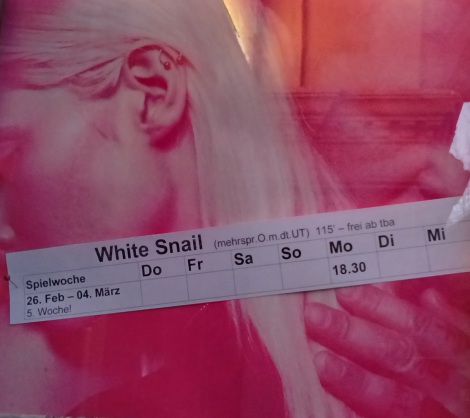 White Snail (mehrspr.O.m.dt.UT) 115' – frei ab tba
Spielwoche Do Fr Sa So Mo Di Mi
26. Feb – 04. März 18.30
5. Woche!